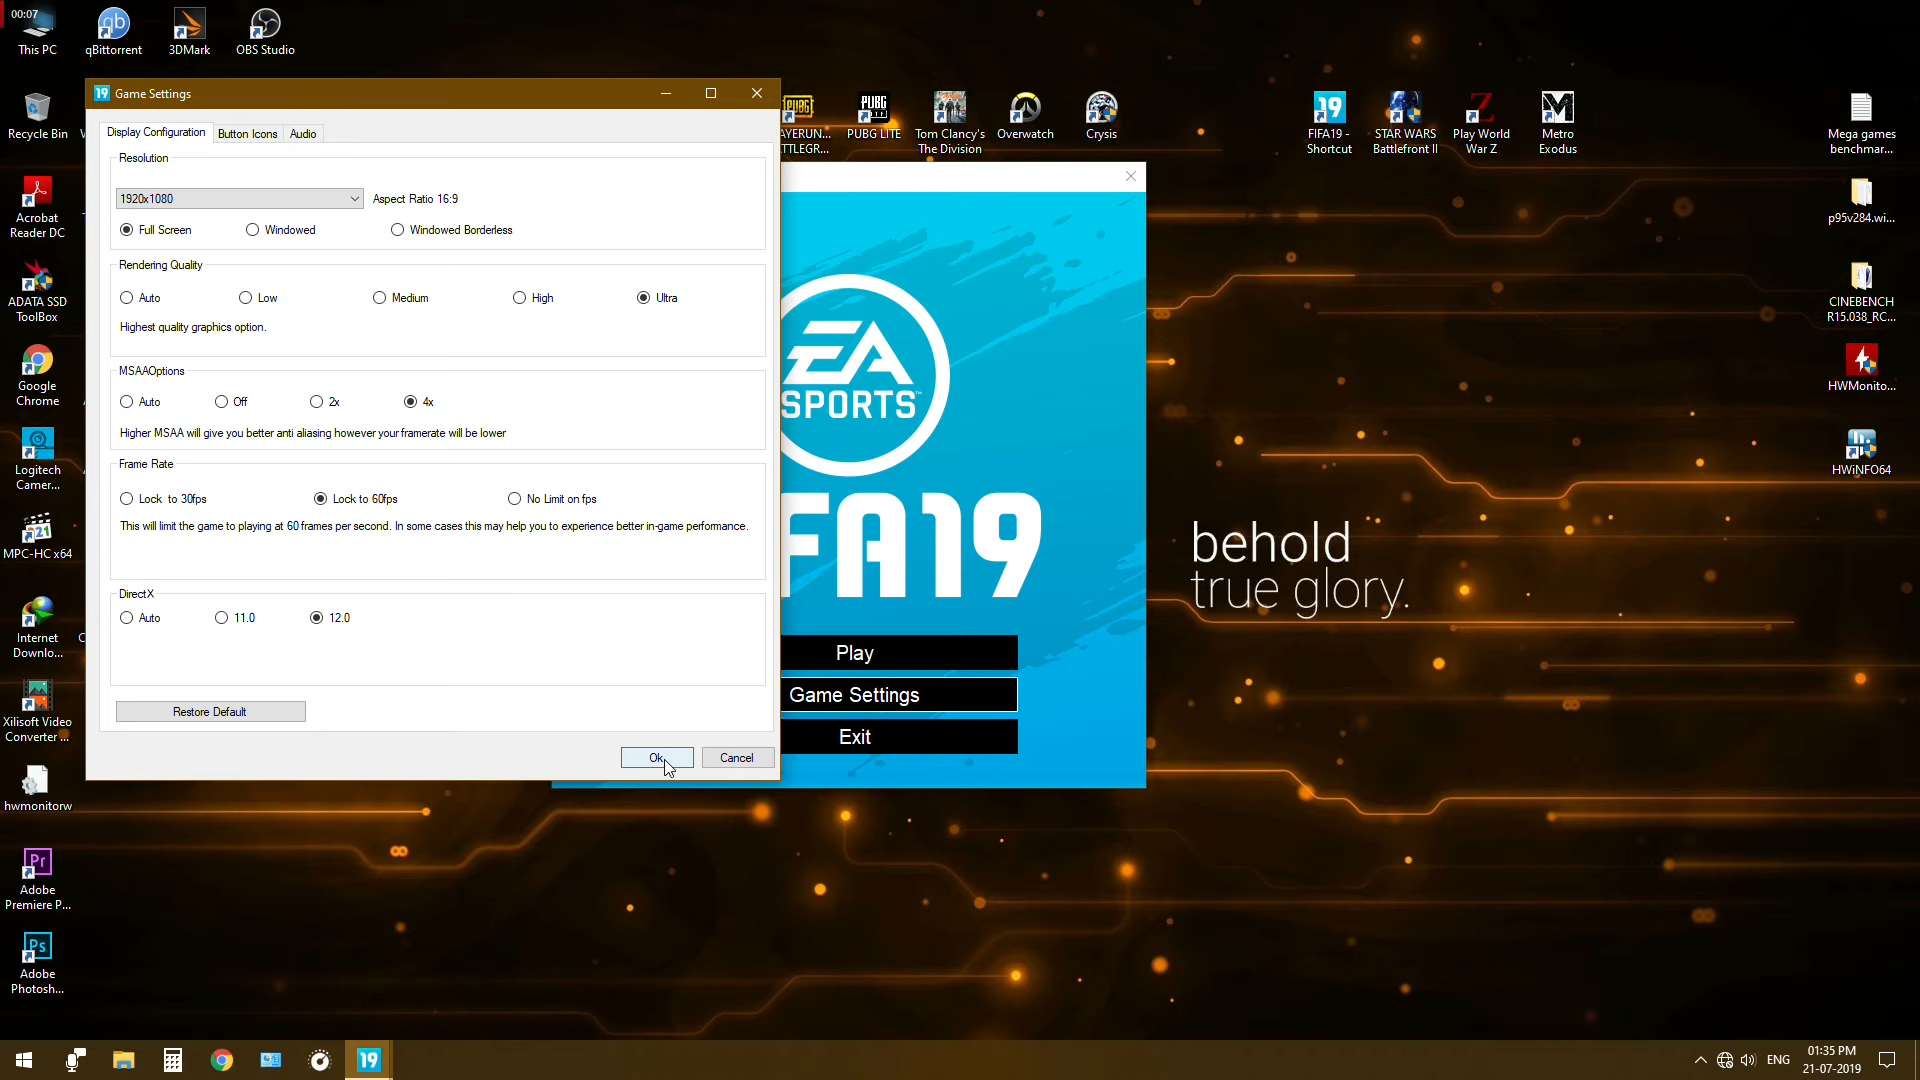 00:07
This PC
qBittorrent
3DMark
OBS Studio
Recycle Bin
Acrobat
Reader DC
ADATA SSD
ToolBox
Google
Chrome
Logitech
Camer...
MPC-HC x64
Internet
Downlo...
Xilisoft Video
Converter ...
hwmonitorw
Adobe
Premiere P...
Adobe
Photosh...
19 Game Settings
Display Configuration
Button Icons
Audio
Resolution
1920x1080
Aspect Ratio 16:9
Full Screen
Windowed
Windowed Borderless
Rendering Quality
Auto
Low
Medium
High
Ultra
Highest quality graphics option.
MSAAOptions
Auto
Off
2x
4x
Higher MSAA will give you better anti aliasing however your framerate will be lower
Frame Rate
Lock to 30fps
Lock to 60fps
No Limit on fps
This will limit the game to playing at 60 frames per second. In some cases this may help you to experience better in-game performance.
DirectX
Auto
11.0
12.0
Restore Default
Ok
Cancel
AYERUN...
TTLEGR...
PUBG LITE
Tom Clancy's
The Division
Overwatch
Crysis
19
FIFA19 -
Shortcut
STAR WARS
Battlefront II
Play World
War Z
Metro
Exodus
EA
SPORTS
FA19
Play
Game Settings
Exit
behold
true glory.
Mega games
benchmar...
p95v284.wi...
CINEBENCH
R15.038_RC...
HWMonito...
HWiNFO64
19
ENG
01:35 PM
21-07-2019